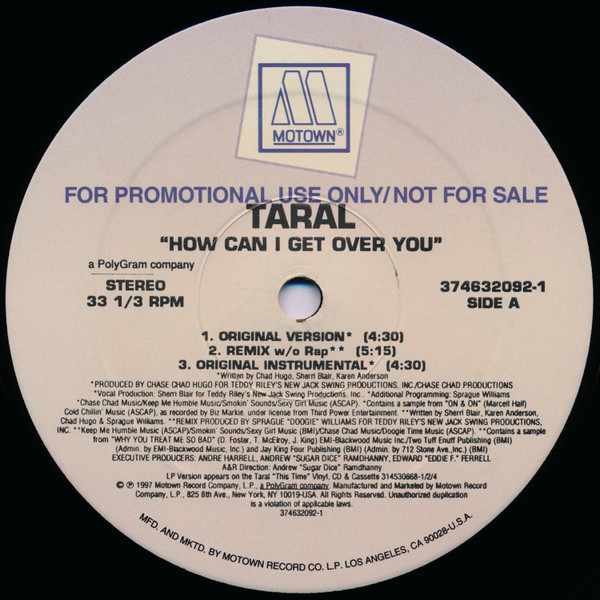 MOTOWN®
FOR PROMOTIONAL USE ONLY/NOT FOR SALE
TARAL
"HOW CAN I GET OVER YOU"
a PolyGram company
STEREO
33 1/3 RPM
374632092-1
SIDE A
1. ORIGINAL VERSION* (4:30)
2. REMIX w/o Rap** (5:15)
3. ORIGINAL INSTRUMENTAL* (4:30)
*Written by Chad Hugo, Sherri Blair, Karen Anderson
*PRODUCED BY CHASE CHAD HUGO FOR TEDDY RILEY'S NEW JACK SWING PRODUCTIONS, INC./CHASE CHAD PRODUCTIONS
*Vocal Production: Sherri Blair for Teddy Riley's New Jack Swing Productions, Inc.. *Additional Programming: Sprague Williams
*Chase Chad Music/Keep Me Humble Music/Smokin' Sounds/Sexy Girl Music (ASCAP). *Contains a sample from "ON & ON" (Marcell Hall)
Cold Chillin' Music (ASCAP), as recorded by Biz Markie, under license from Third Power Entertainment. **Written by Sherri Blair, Karen Anderson,
Chad Hugo & Sprague Williams. **REMIX PRODUCED BY SPRAGUE "DOOGIE" WILLIAMS FOR TEDDY RILEY'S NEW JACK SWING PRODUCTIONS,
INC. **Keep Me Humble Music (ASCAP)/Smokin' Sounds/Sexy Girl Music (BMI)/Chase Chad Music/Doogie Time Music (ASCAP). **Contains a sample
from "WHY YOU TREAT ME SO BAD" (D. Foster, T. McElroy, J. King) EMI-Blackwood Music Inc./Two Tuff Enuff Publishing (BMI)
(Admin. by EMI-Blackwood Music Inc.) and Jay King Four Publishing (BMI) (Admin. by 712 Stone Ave., Inc.) (BMI)
EXECUTIVE PRODUCERS: ANDRE HARRELL, ANDREW "SUGAR DICE" RAMDHANNY, EDWARD "EDDIE F." FERRELL
A&R Direction: Andrew "Sugar Dice" Ramdhanny
LP Version appears on the Taral "This Time" Vinyl, CD & Cassette 314530868-1/2/4
© ℗ 1997 Motown Record Company, L.P., a PolyGram company. Manufactured and Marketed by Motown Record
Company, L.P., 825 8th Ave., New York, NY 10019-USA. All Rights Reserved. Unauthorized duplication
is a violation of applicable laws.
374632092-1
MFD. AND MKTD. BY MOTOWN RECORD CO. L.P. LOS ANGELES, CA 90028-U.S.A.